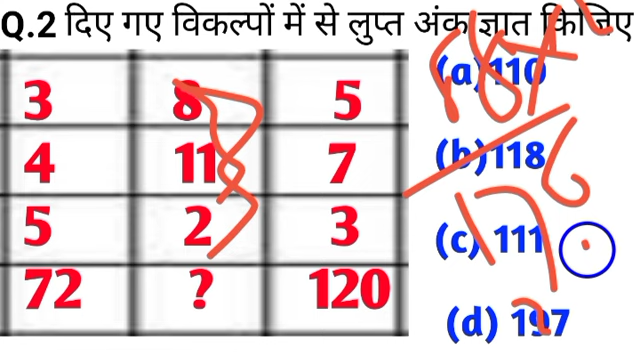 Q.2 दिए गए विकल्पों में से लुप्त अंक ज्ञात किजिए
3 8 5
4 11 7
5 2 3
72 ? 120
(a) 110
(b) 118
(c) 111
(d) 197